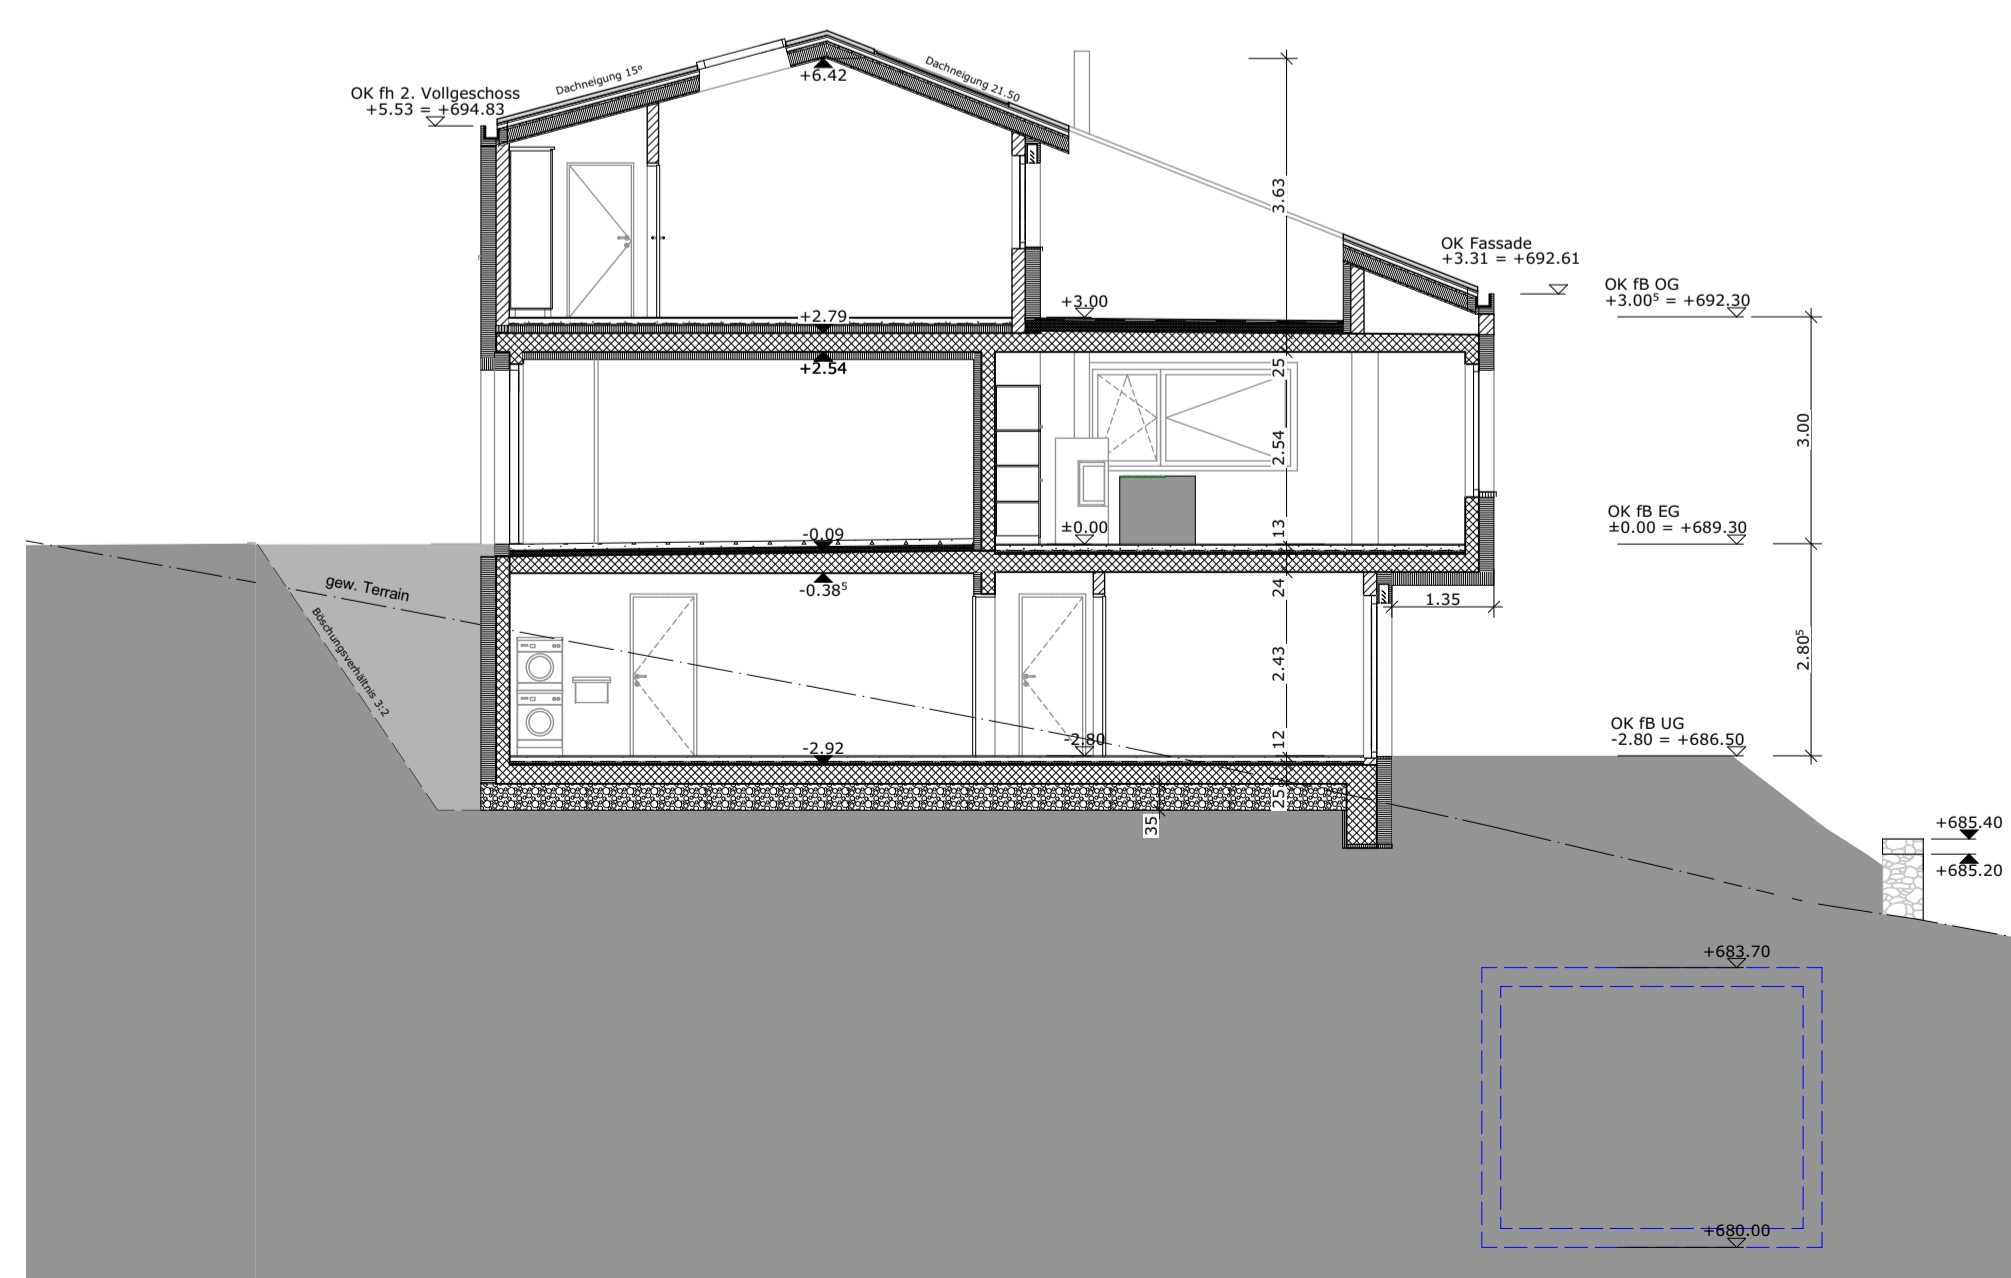 +6.42
Dachneigung 15°
Dachneigung 21.50
OK fh 2. Vollgeschoss
+5.53 = +694.83
3.63
OK Fassade
+3.31 = +692.61
OK fB OG
+3.00⁵ = +692.30
+3.00
+2.79
+2.54
25
2.54
3.00
OK fB EG
±0.00 = +689.30
±0.00
13
-0.09
-0.38⁵
24
gew. Terrain
Böschungsverhältnis 3:2
1.35
2.43
2.80⁵
OK fB UG
-2.80 = +686.50
-2.80
-2.92
12
25
35
+685.40
+685.20
+683.70
+680.00